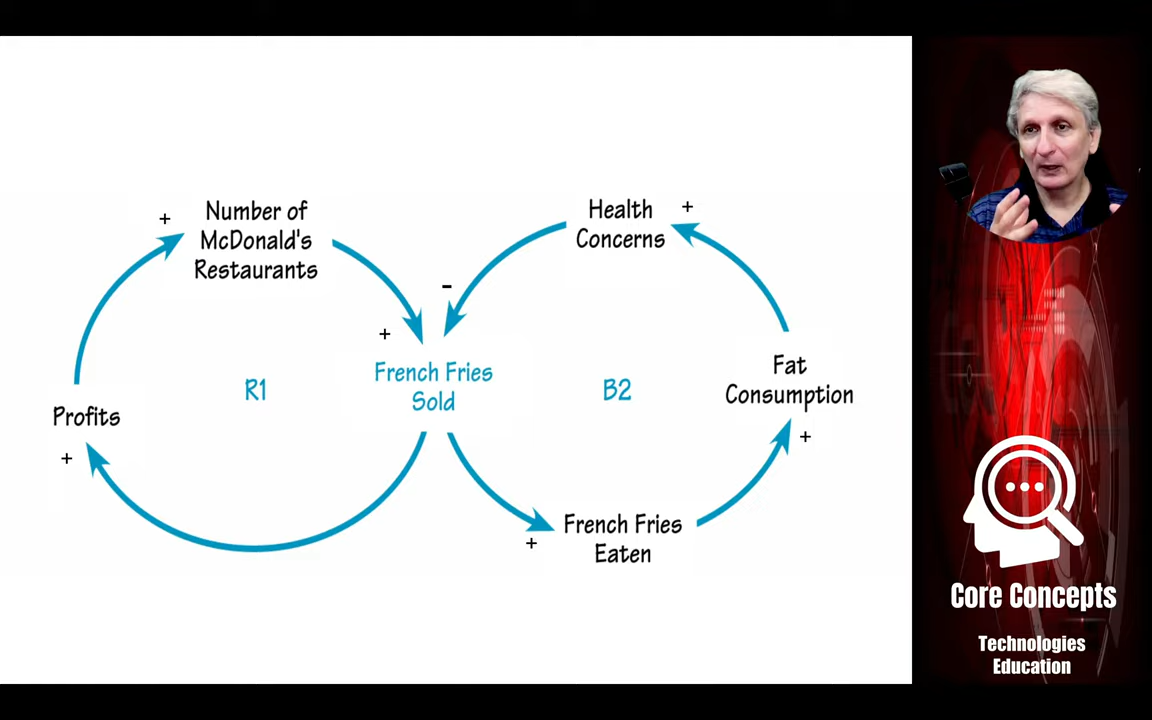 +
Number of
McDonald's
Restaurants
Health
Concerns
+
-
+
French Fries
Sold
R1
B2
Fat
Consumption
Profits
+
+
French Fries
Eaten
+
Core Concepts
Technologies
Education